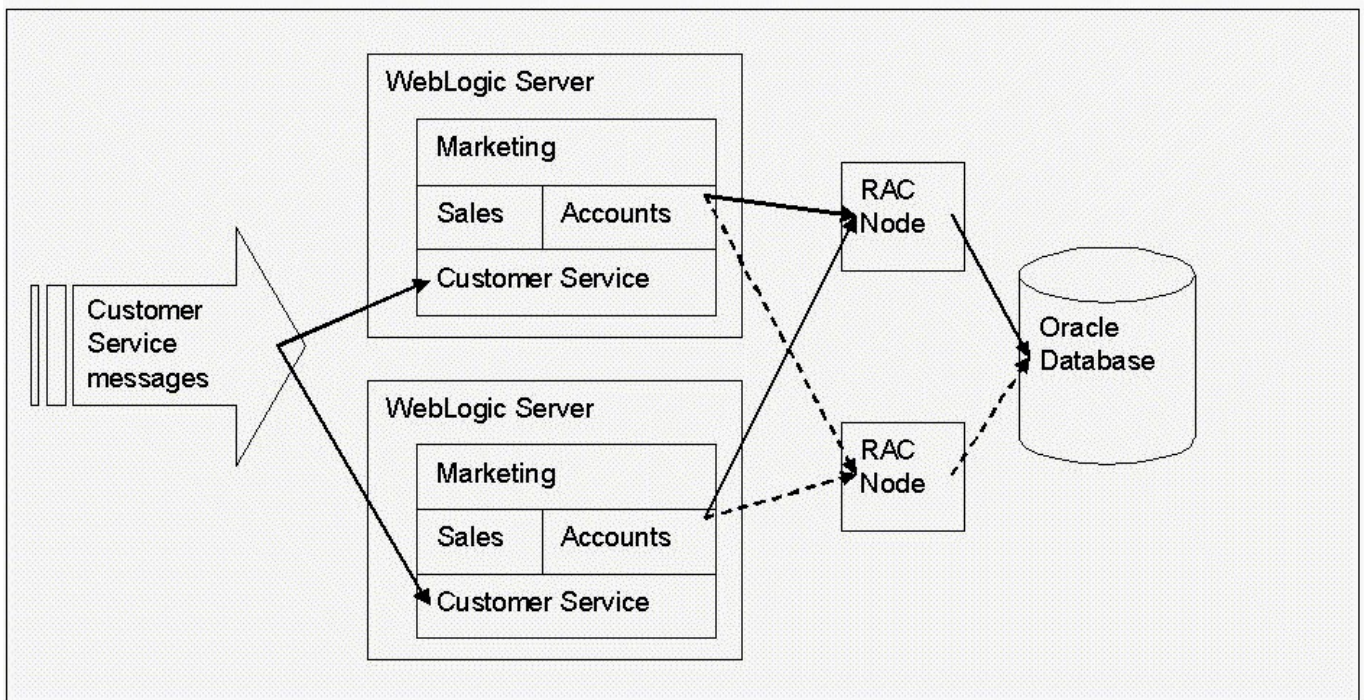 Customer
Service
messages
WebLogic Server
Marketing
Sales
Accounts
Customer Service
WebLogic Server
Marketing
Sales
Accounts
Customer Service
RAC
Node
RAC
Node
Oracle
Database